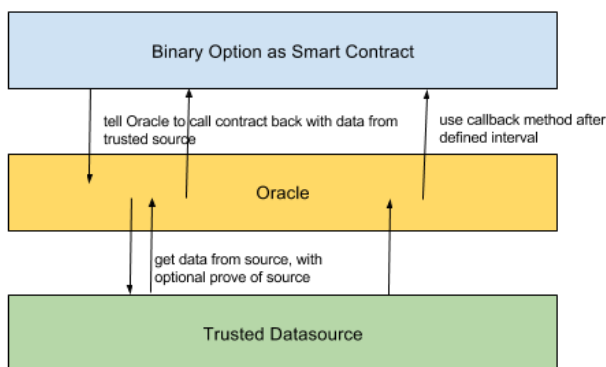 Binary Option as Smart Contract
tell Oracle to call contract back with data from
trusted source
use callback method after
defined interval
Oracle
get data from source, with
optional prove of source
Trusted Datasource